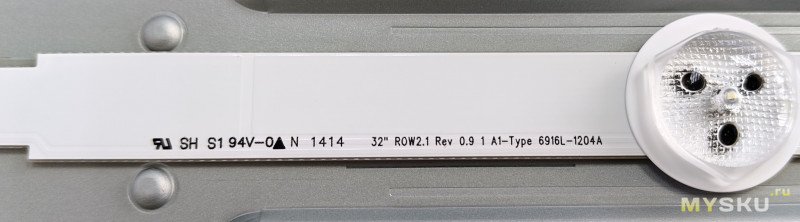 SH S1 94V-0 N 1414 32" ROW2.1 Rev 0.9 1 A1-Type 6916L-1204A
MYSKU.ru